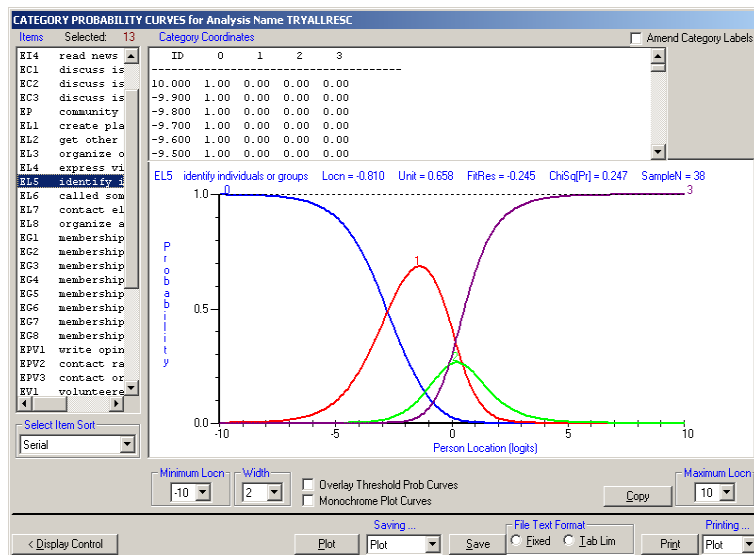 CATEGORY PROBABILITY CURVES for Analysis Name TRYALLRESC
Items Selected: 13 Category Coordinates Amend Category Labels
EI4 read news
EC1 discuss is
EC2 discuss is
EC3 discuss is
EP community
EL1 create pla
EL2 get other
EL3 organize o
EL4 express vi
EL5 identify i
EL6 called som
EL7 contact el
EL8 organize a
EG1 membership
EG2 membership
EG3 membership
EG4 membership
EG5 membership
EG6 membership
EG7 membership
EG8 membership
EPV1 write opin
EPV2 contact ra
EPV3 contact or
EV1 volunteere
Select Item Sort
Serial
ID 0 1 2 3
----------------------------------------
10.000 1.00 0.00 0.00 0.00
-9.900 1.00 0.00 0.00 0.00
-9.800 1.00 0.00 0.00 0.00
-9.700 1.00 0.00 0.00 0.00
-9.600 1.00 0.00 0.00 0.00
-9.500 1.00 0.00 0.00 0.00
EL5 identify individuals or groups Locn = -0.810 Unit = 0.658 FitRes = -0.245 ChiSq[Pr] = 0.247 SampleN = 38
1.0 0 3
Probability
1
0.5
2
0.0
-10 -5 0 5 10
Person Location (logits)
Minimum Locn Width Maximum Locn
-10 2 10
Overlay Threshold Prob Curves
Monochrome Plot Curves
Copy
Saving ... File Text Format Printing ...
< Display Control Plot Plot Save Fixed Tab Lim Print Plot